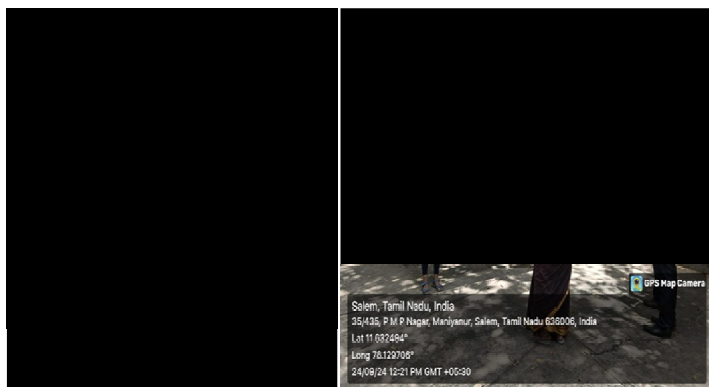 GPS Map Camera
Salem, Tamil Nadu, India
35/435, P M P Nagar, Maniyanur, Salem, Tamil Nadu 636006, India
Lat 11.632494°
Long 78.129706°
24/09/24 12:21 PM GMT +05:30